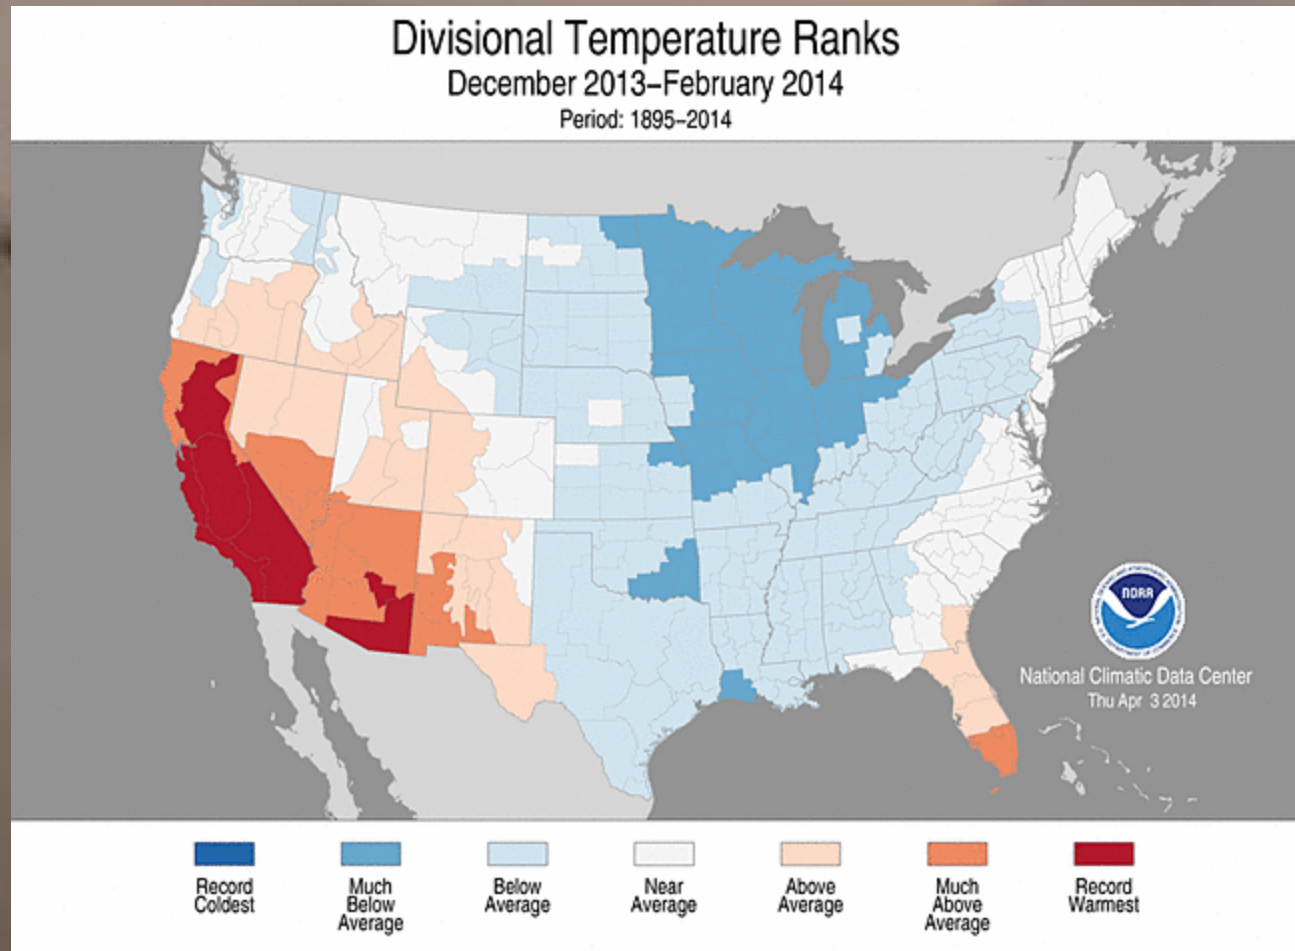 Divisional Temperature Ranks
December 2013–February 2014
Period: 1895–2014
NOAA
National Climatic Data Center
Thu Apr 3 2014
Record
Coldest
Much
Below
Average
Below
Average
Near
Average
Above
Average
Much
Above
Average
Record
Warmest